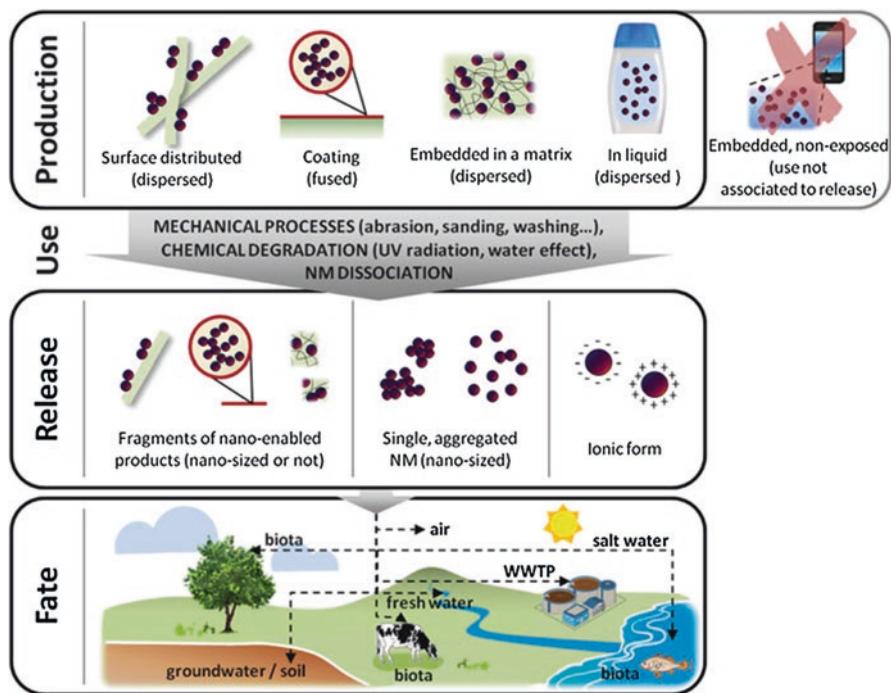 Production
Surface distributed
(dispersed)
Coating
(fused)
Embedded in a matrix
(dispersed)
In liquid
(dispersed )
Embedded, non-exposed
(use not
associated to release)
Use
MECHANICAL PROCESSES (abrasion, sanding, washing...),
CHEMICAL DEGRADATION (UV radiation, water effect),
NM DISSOCIATION
Release
Fragments of nano-enabled
products (nano-sized or not)
Single, aggregated
NM (nano-sized)
Ionic form
Fate
air
biota
salt water
WWTP
fresh water
groundwater / soil
biota
biota